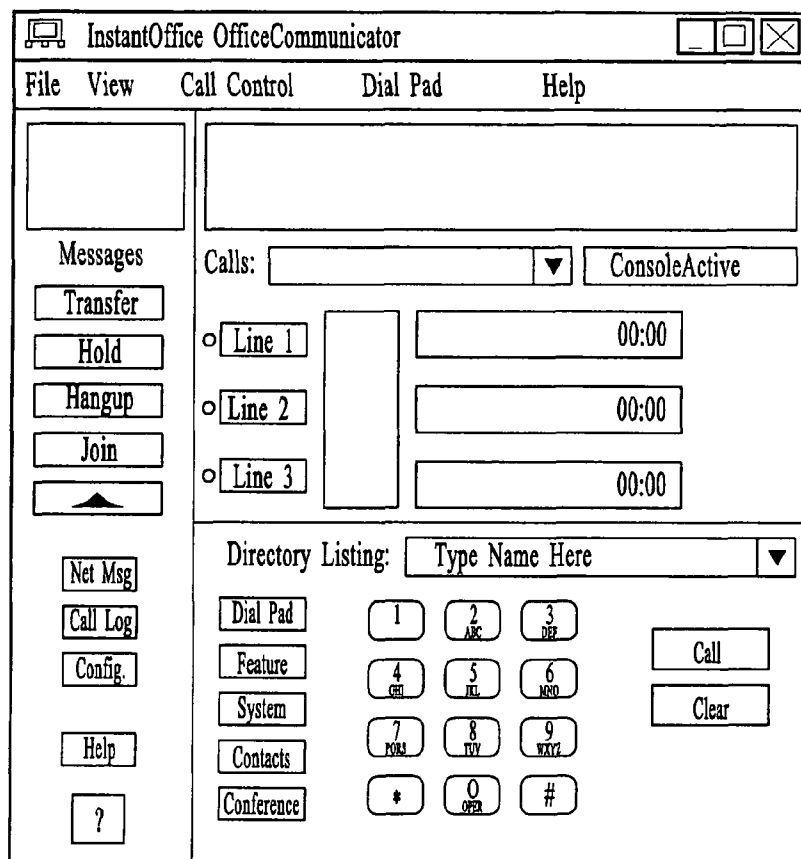 InstantOffice OfficeCommunicator
File View Call Control Dial Pad Help
Messages
Transfer
Hold
Hangup
Join
Net Msg
Call Log
Config.
Help
?
Calls: ConsoleActive
Line 1 00:00
Line 2 00:00
Line 3 00:00
Directory Listing: Type Name Here
Dial Pad
Feature
System
Contacts
Conference
1 2 ABC 3 DEF
4 GHI 5 JKL 6 MNO
7 PQRS 8 TUV 9 WXYZ
* 0 OPER #
Call
Clear